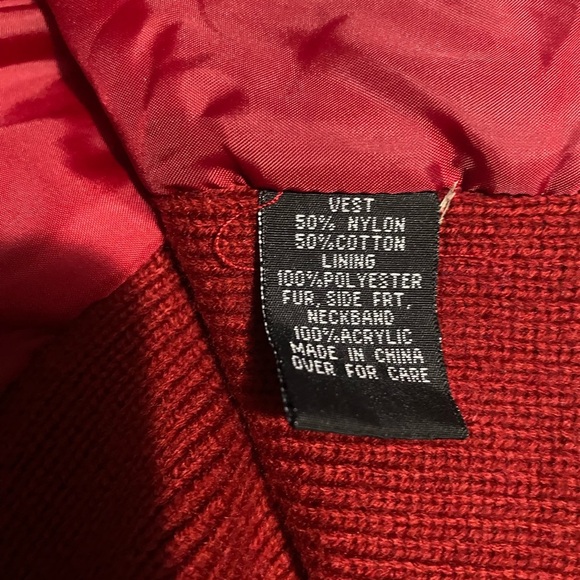 VEST
50% NYLON
50%COTTON
LINING
100%POLYESTER
FUR, SIDE FRT,
NECKBAND
100%ACRYLIC
MADE IN CHINA
OVER FOR CARE